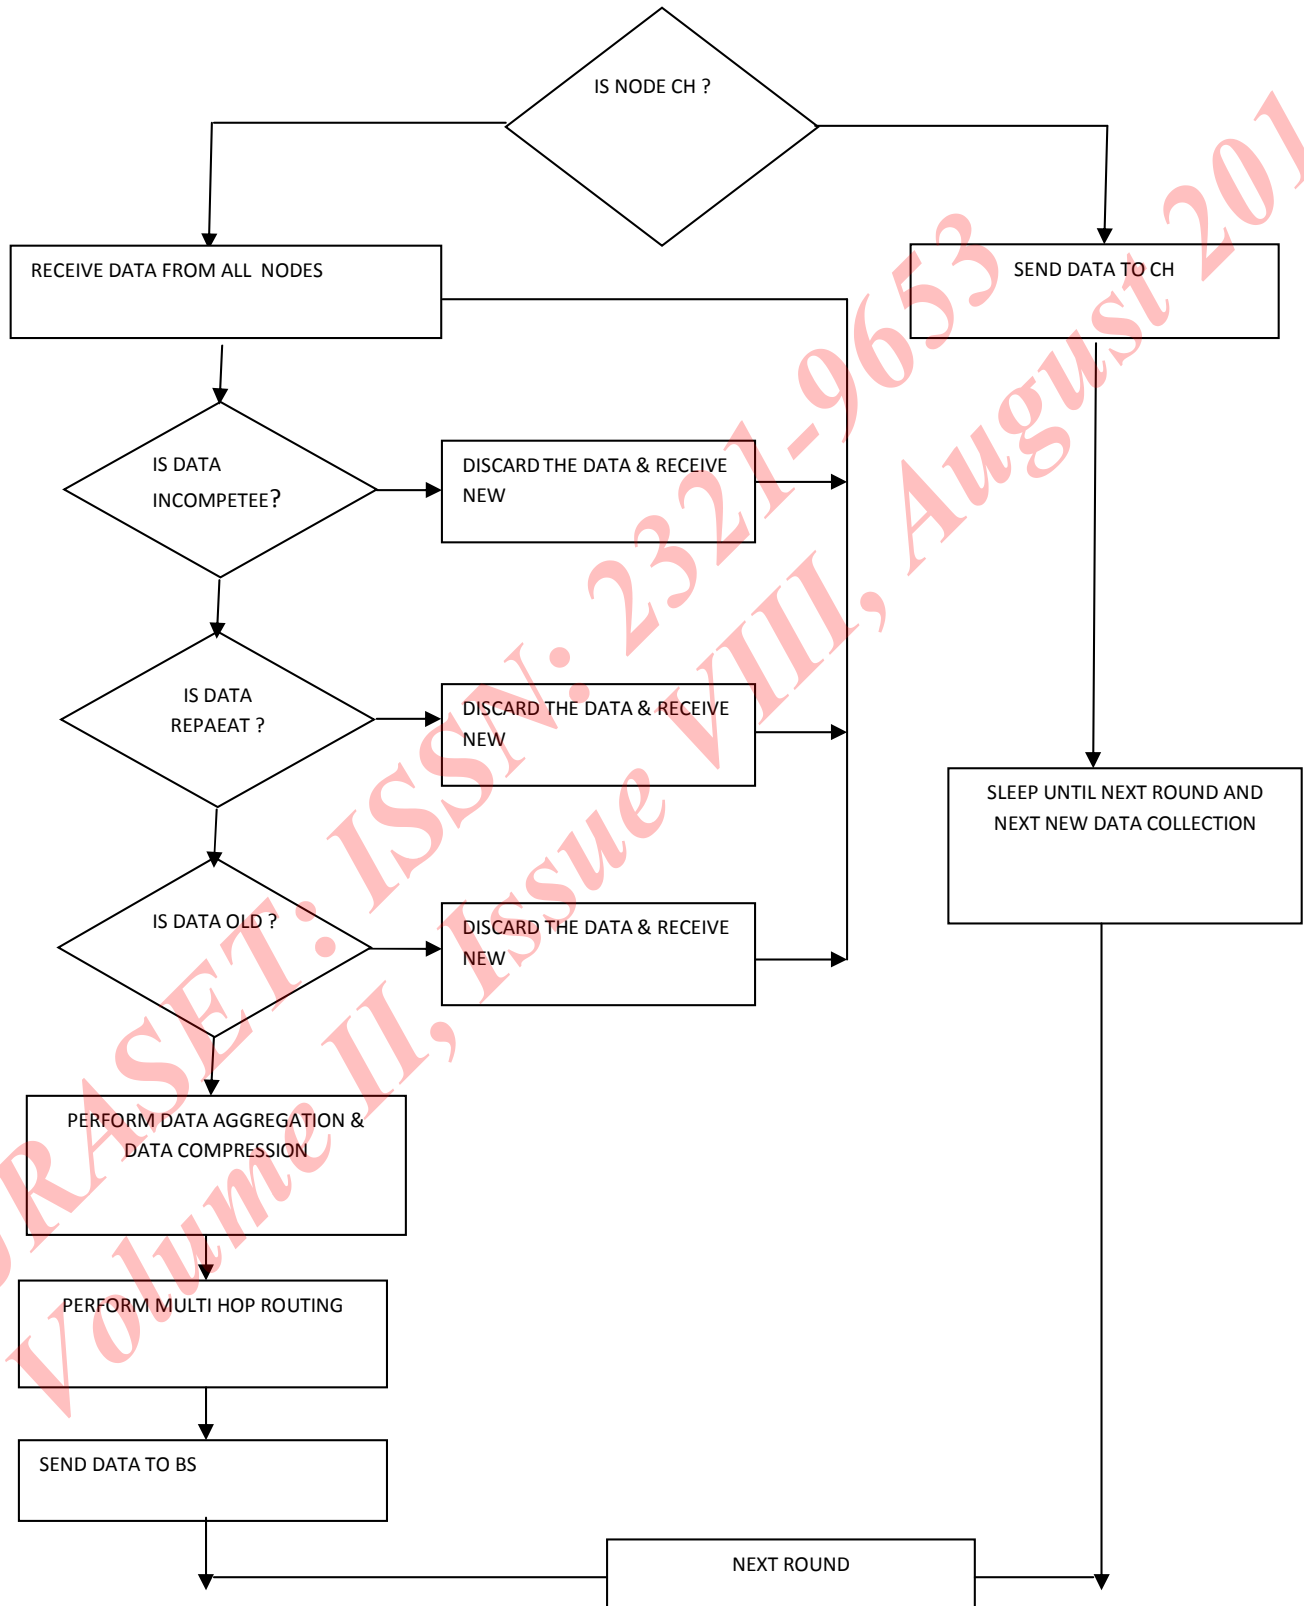 IS NODE CH ?
RECEIVE DATA FROM ALL NODES
SEND DATA TO CH
IS DATA
INCOMPETEE?
DISCARD THE DATA & RECEIVE
NEW
IS DATA
REPAEAT ?
DISCARD THE DATA & RECEIVE
NEW
SLEEP UNTIL NEXT ROUND AND
NEXT NEW DATA COLLECTION
IS DATA OLD ?
DISCARD THE DATA & RECEIVE
NEW
PERFORM DATA AGGREGATION &
DATA COMPRESSION
PERFORM MULTI HOP ROUTING
SEND DATA TO BS
NEXT ROUND
RASET: ISSN: 2321-9653
Volume II, Issue VIII, August 201